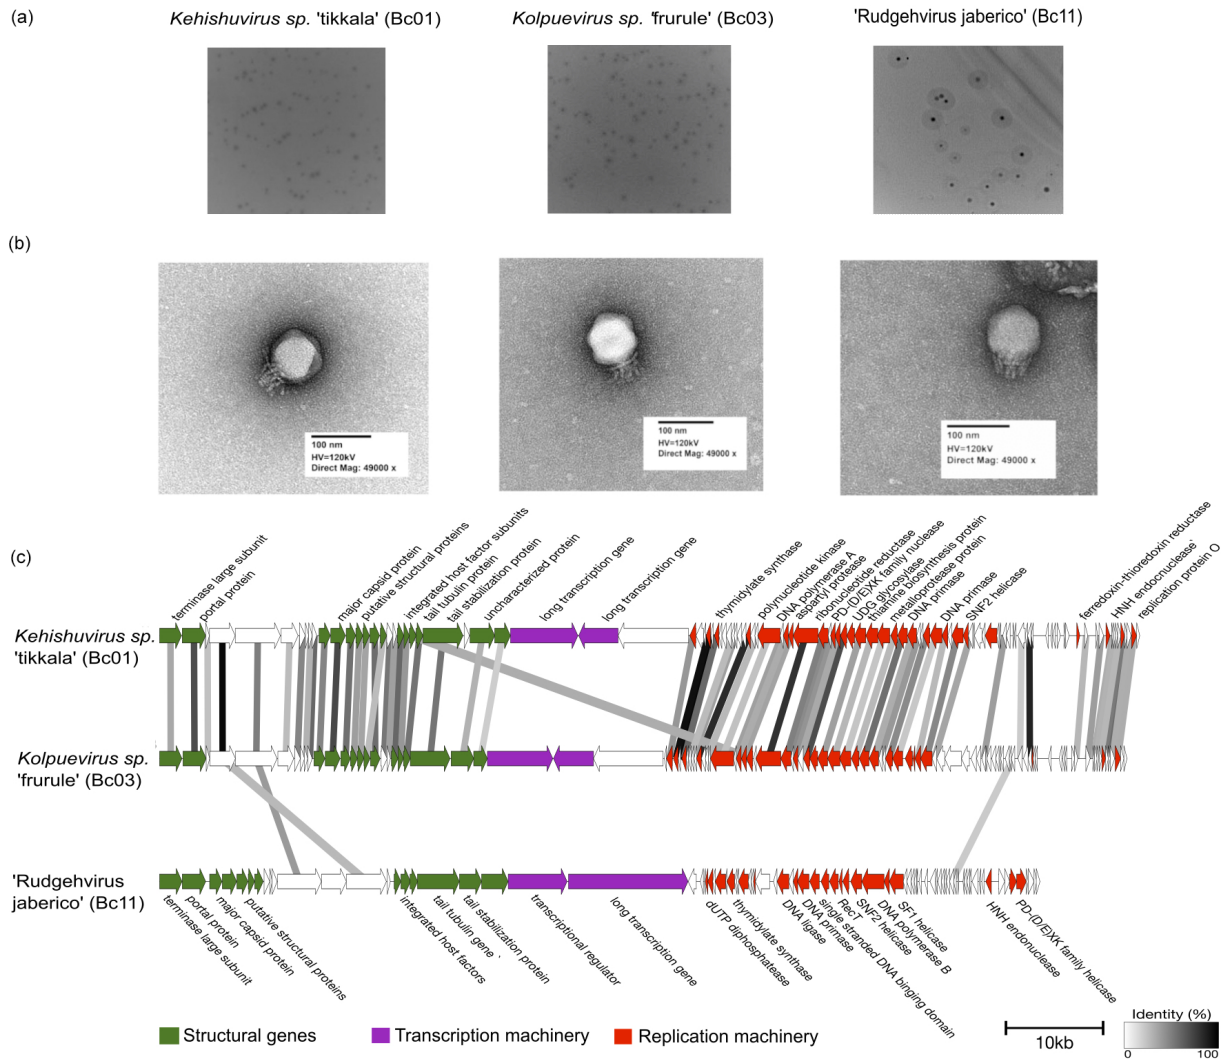 (a)
Kehishuvirus sp. 'tikkala' (Bc01)
Kolpuevirus sp. 'frurule' (Bc03)
'Rudgehvirus jaberico' (Bc11)
(b)
100 nm
HV=120kV
Direct Mag: 49000 x
100 nm
HV=120kV
Direct Mag: 49000 x
100 nm
HV=120kV
Direct Mag: 49000 x
(c)
terminase large subunit
portal protein
major capsid protein
putative structural proteins
integrated host factor subunits
tail tubulin protein
tail stabilization protein
uncharacterized protein
long transcription gene
long transcription gene
thymidylate synthase
polynucleotide kinase
DNA polymerase A
aspartyl protease
ribonucleotide reductase
PD-(D/E)YK family nuclease
UDG glycosylase
thiamine biosynthesis protein
metalloprotease protein
DNA primase
DNA primase
SNF2 helicase
ferredoxin-thioredoxin reductase
HNH endocnuclease`
replication protein O
Kehishuvirus sp.
'tikkala' (Bc01)
Kolpuevirus sp.
'frurule' (Bc03)
'Rudgehvirus
jaberico' (Bc11)
terminase large subunit
portal protein
major capsid protein
putative structural proteins
integrated host factors
tail tubulin gene `
tail stabilization protein
transcriptional regulator
long transcription gene
dUTP diphosphatease
thymidylate synthase
DNA ligase
DNA primase
single stranded DNA binging domain
RecT
SNF2 helicase
DNA polymerase B
SF1 helicase
HNH endonuclease
PD-(D/E)XK family helicase
Structural genes
Transcription machinery
Replication machinery
10kb
Identity (%)
0
100